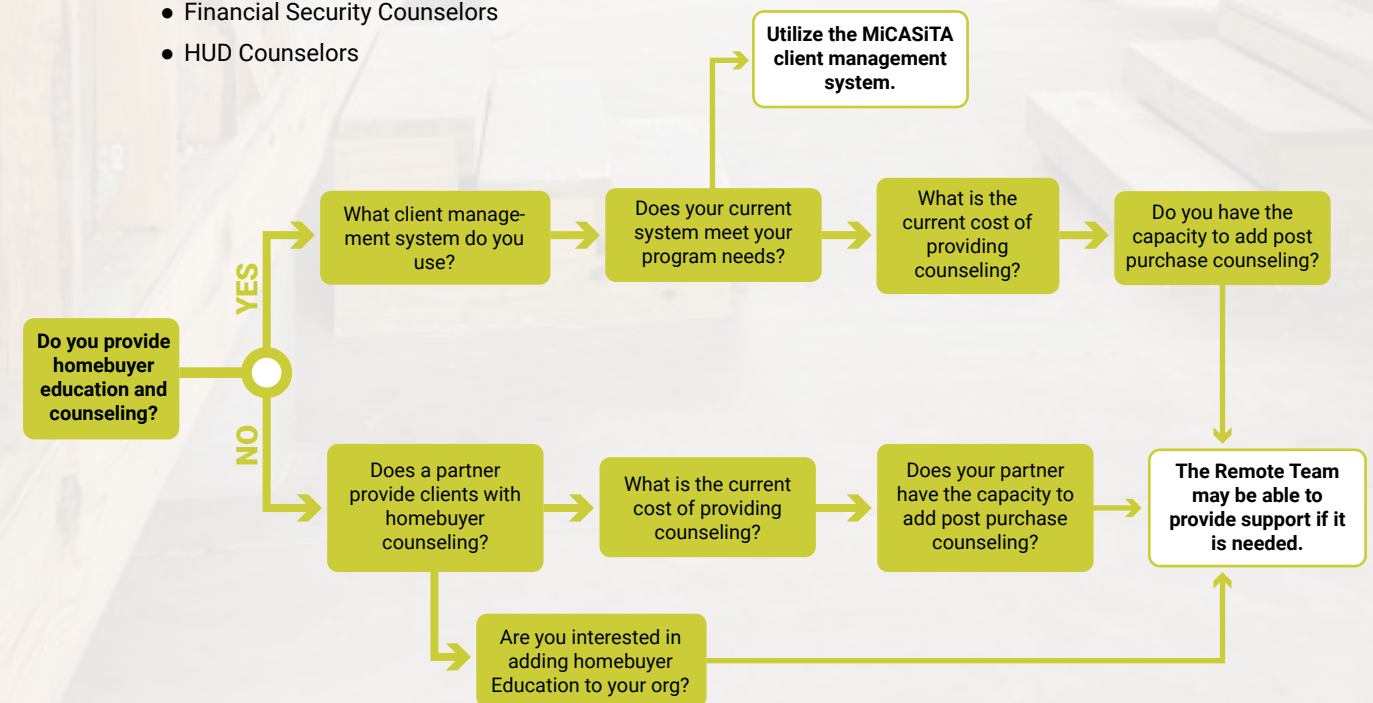 ● Financial Security Counselors
● HUD Counselors
Utilize the MiCASiTA
client management
system.
What client manage-
ment system do you
use?
Does your current
system meet your
program needs?
What is the
current cost of
providing
counseling?
Do you have the
capacity to add post
purchase counseling?
YES
Do you provide
homebuyer
education and
counseling?
NO
Does a partner
provide clients with
homebuyer
counseling?
What is the current
cost of providing
counseling?
Does your partner
have the capacity to
add post purchase
counseling?
The Remote Team
may be able to
provide support if it
is needed.
Are you interested in
adding homebuyer
Education to your org?